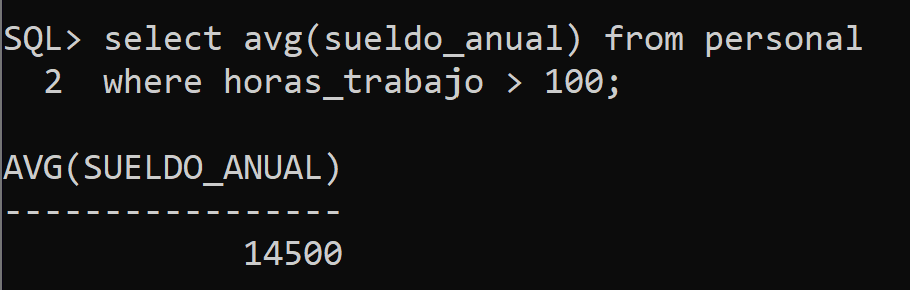 SQL> select avg(sueldo_anual) from personal
  2  where horas_trabajo > 100;

AVG(SUELDO_ANUAL)
-----------------
            14500